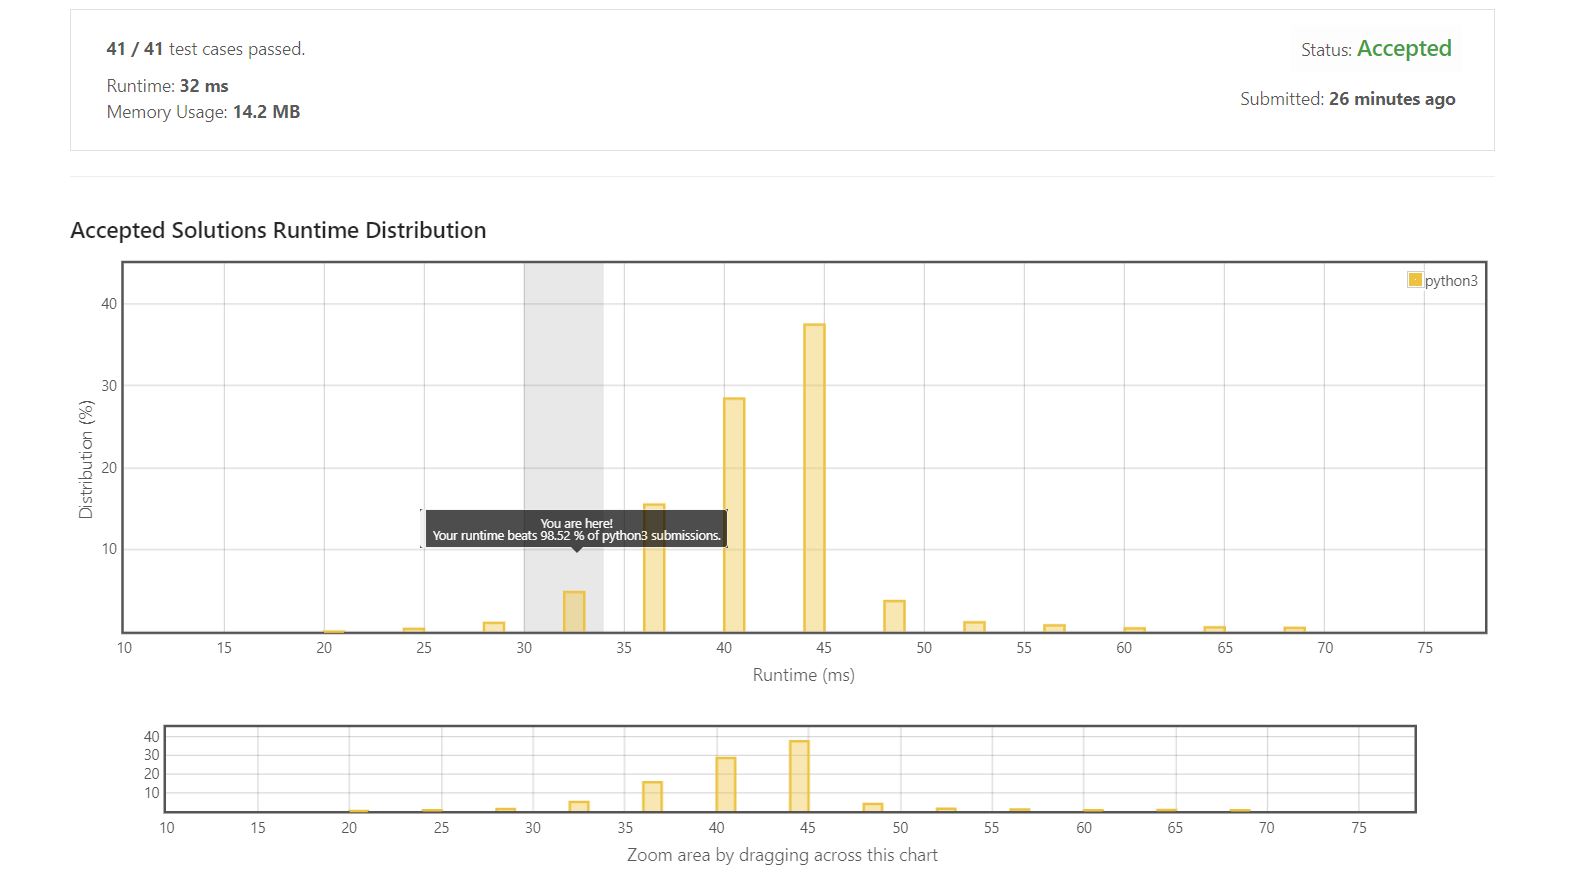 41 / 41 test cases passed.
Status: Accepted
Runtime: 32 ms
Submitted: 26 minutes ago
Memory Usage: 14.2 MB
Accepted Solutions Runtime Distribution
python3
40
30
20
10
Distribution (%)
You are here!
Your runtime beats 98.52 % of python3 submissions.
10 15 20 25 30 35 40 45 50 55 60 65 70 75
Runtime (ms)
40
30
20
10
10 15 20 25 30 35 40 45 50 55 60 65 70 75
Zoom area by dragging across this chart